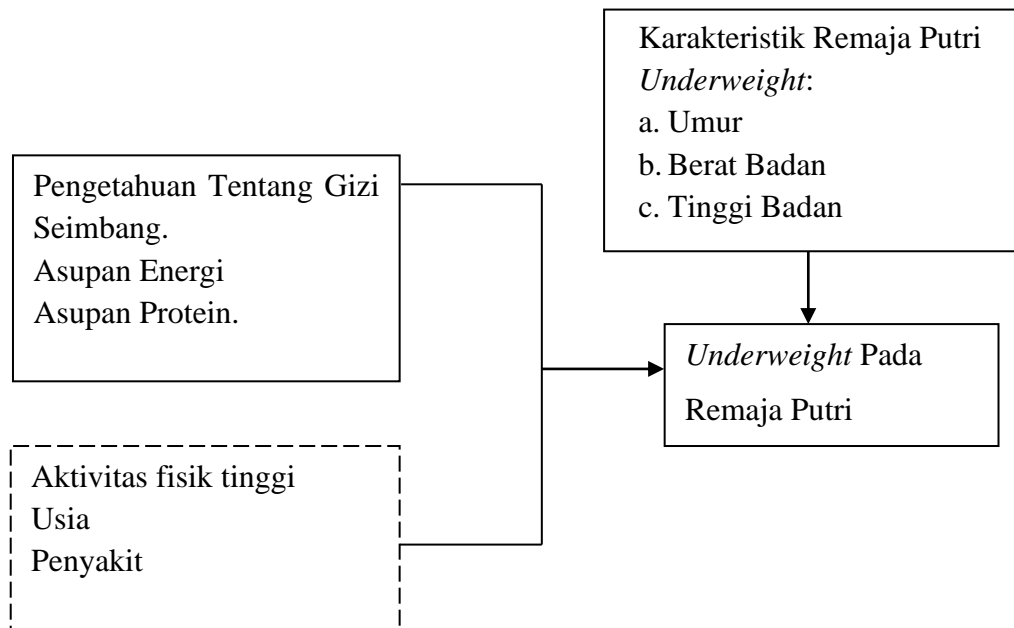 Karakteristik Remaja Putri
Underweight:
a. Umur
b. Berat Badan
c. Tinggi Badan
Pengetahuan Tentang Gizi
Seimbang.
Asupan Energi
Asupan Protein.
Underweight Pada
Remaja Putri
Aktivitas fisik tinggi
Usia
Penyakit